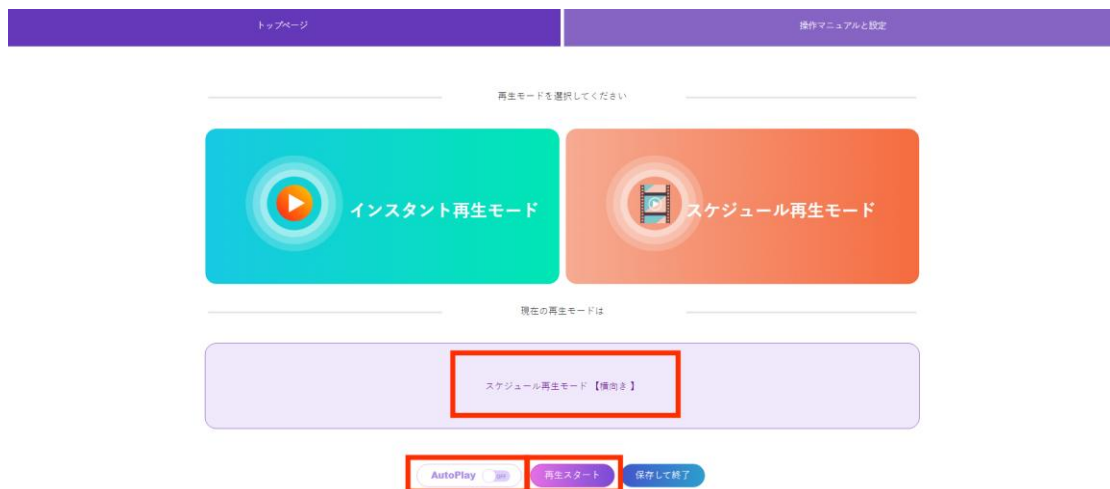 トップページ
操作マニュアルと設定
再生モードを選択してください
インスタント再生モード
スケジュール再生モード
現在の再生モードは
スケジュール再生モード 【横向き 】
AutoPlay OFF
再生スタート
保存して終了